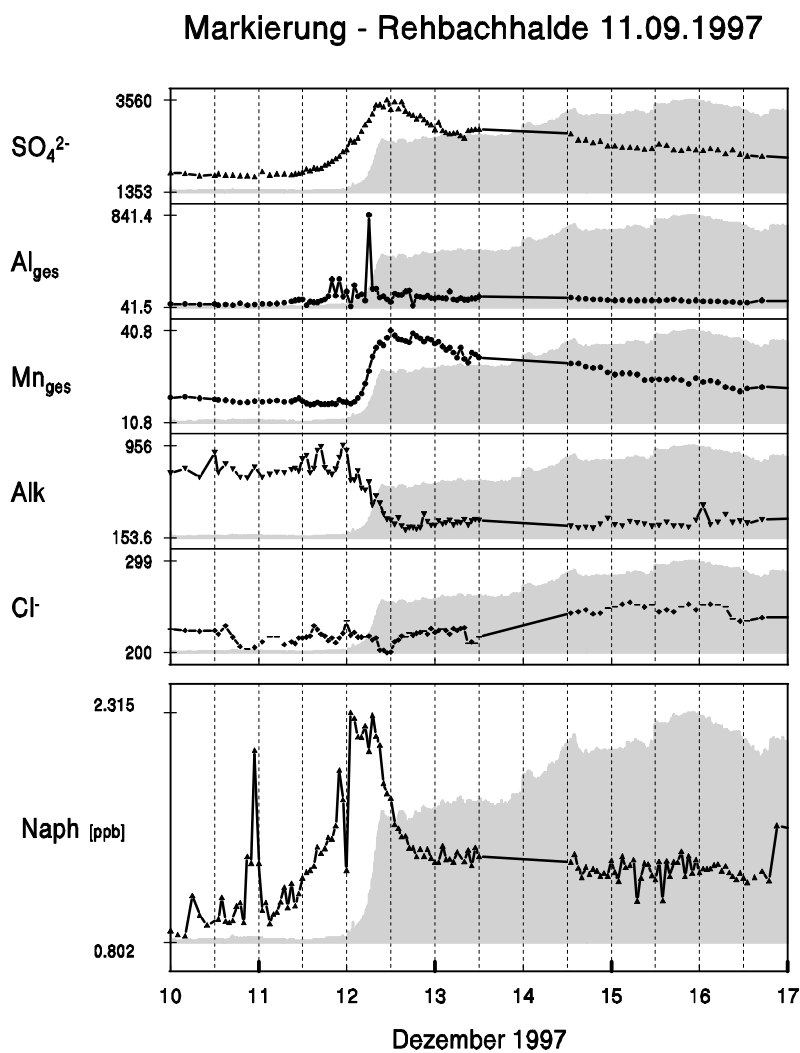 Markierung - Rehbachhalde 11.09.1997
3560
SO₄²⁻
1353
841.4
Alges
41.5
40.8
Mnges
10.8
956
Alk
153.6
299
Cl⁻
200
2.315
Naph [ppb]
0.802
10 11 12 13 14 15 16 17
Dezember 1997